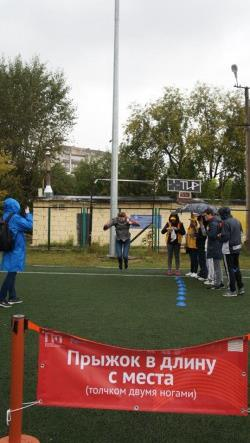 Прыжок в длину
с места
(толчком двумя ногами)